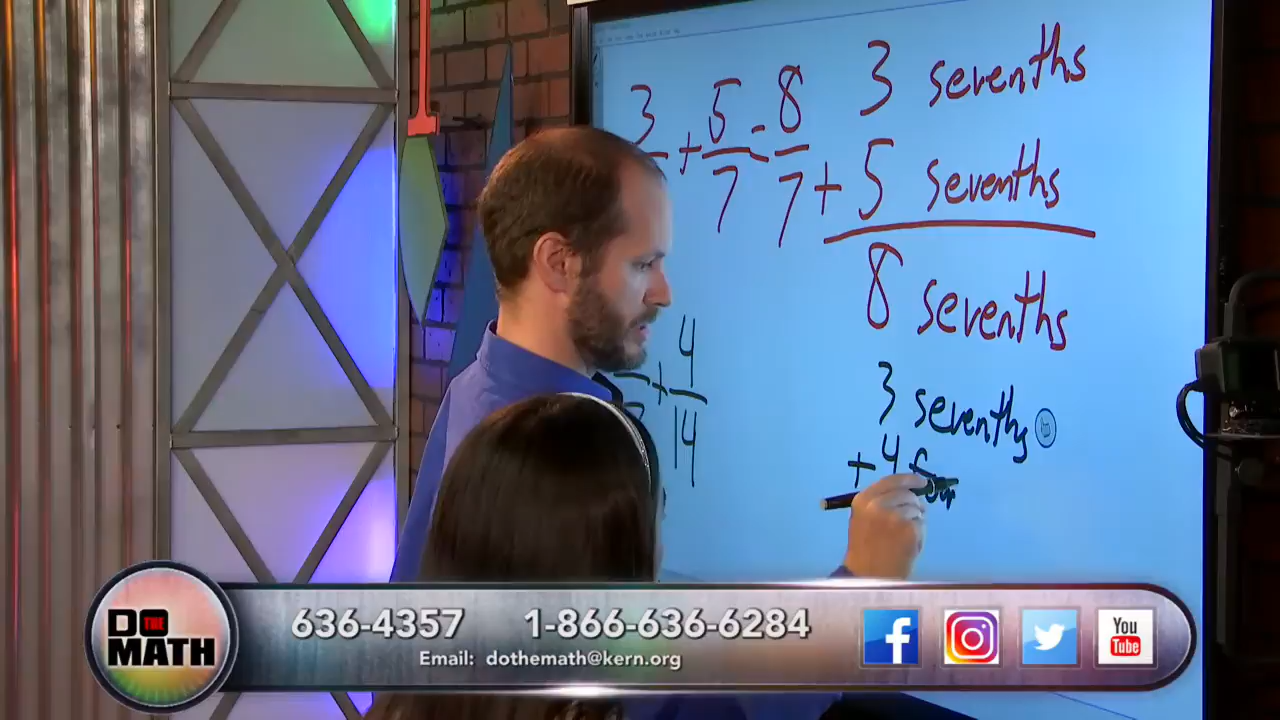 3/ + 5/7 = 8/7
3 sevenths
+ 5 sevenths
8 sevenths
+ 4/14
3 sevenths
+ 4 four
DO THE MATH
636-4357 1-866-636-6284
Email: dothemath@kern.org
You Tube